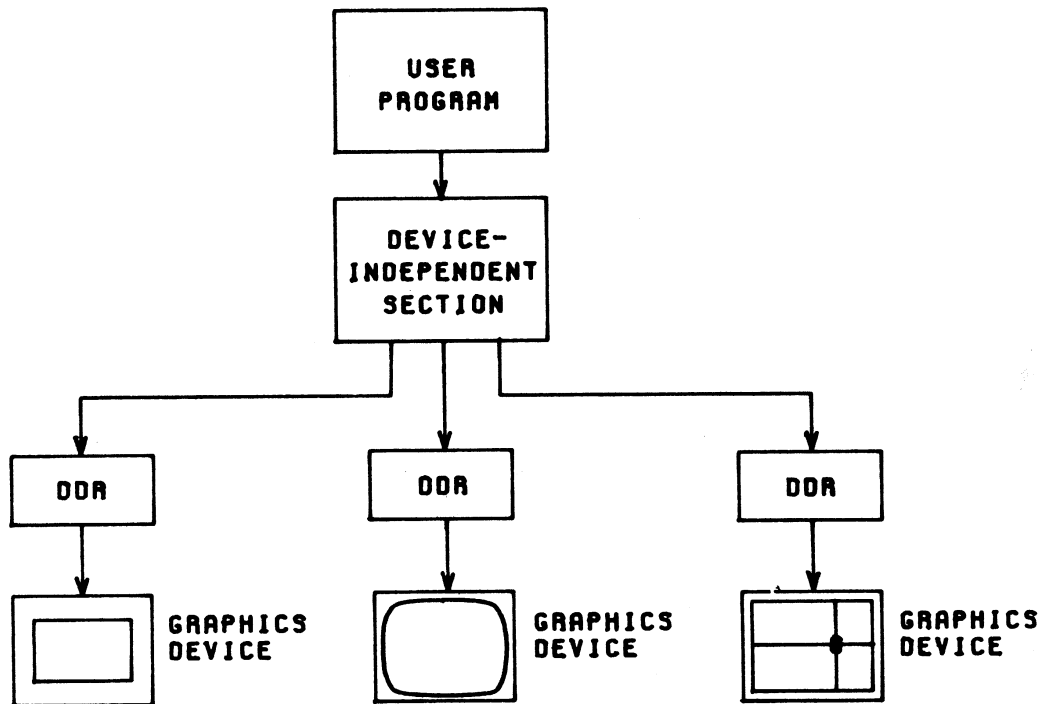 USER
PROGRAM
DEVICE-
INDEPENDENT
SECTION
DDR
DDR
DDR
GRAPHICS
DEVICE
GRAPHICS
DEVICE
GRAPHICS
DEVICE